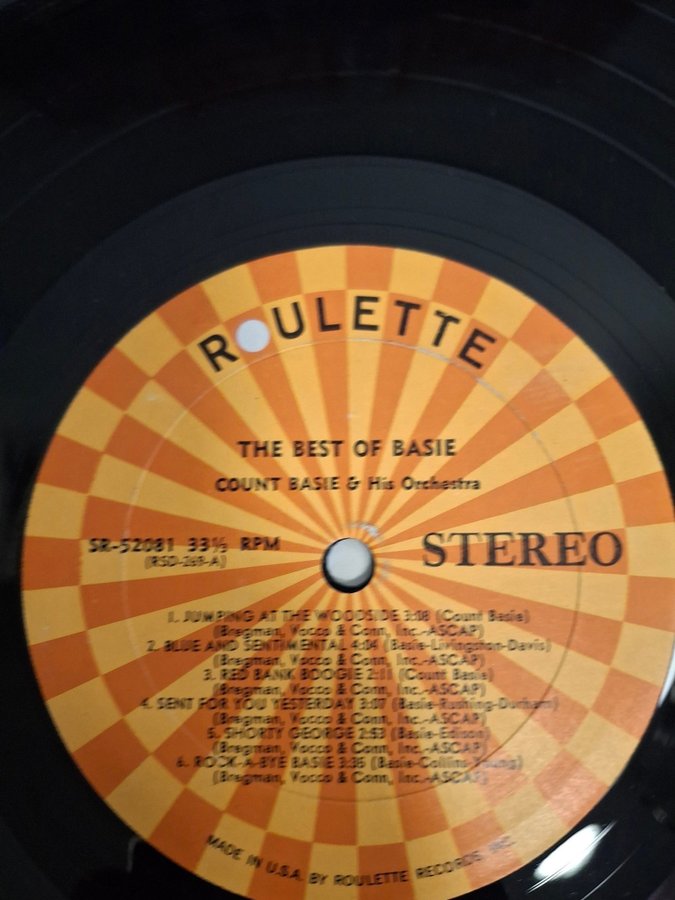 ROULETTE
THE BEST OF BASIE
COUNT BASIE & His Orchestra
SR-52081 33⅓ RPM
(RSD-269-A)
STEREO
1. JUMPING AT THE WOODSIDE 3:08 (Count Basie)
(Bregman, Vocco & Conn, Inc.-ASCAP)
2. BLUE AND SENTIMENTAL 4:04 (Basie-Livingston-Davis)
(Bregman, Vocco & Conn, Inc.-ASCAP)
3. RED BANK BOOGIE 2:11 (Count Basie)
(Bregman, Vocco & Conn, Inc.-ASCAP)
4. SENT FOR YOU YESTERDAY 3:07 (Basie-Rushing-Durham)
(Bregman, Vocco & Conn, Inc.-ASCAP)
5. SHORTY GEORGE 2:53 (Basie-Edison)
(Bregman, Vocco & Conn, Inc.-ASCAP)
6. ROCK-A-BYE BASIE 3:35 (Basie-Collins-Young)
(Bregman, Vocco & Conn, Inc.-ASCAP)
MADE IN U.S.A. BY ROULETTE RECORDS, INC.